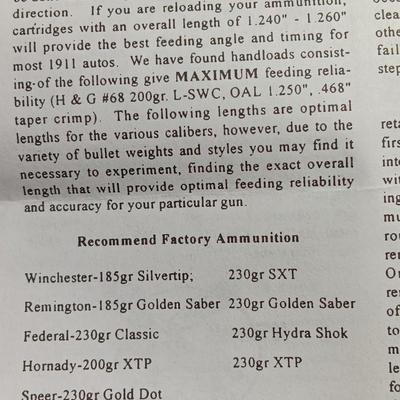 direction. If you are reloading your ammunition,
cartridges with an overall length of 1.240" - 1.260"
will provide the best feeding angle and timing for
most 1911 autos. We have found handloads consist-
ing of the following give MAXIMUM feeding relia-
bility (H & G #68 200gr. L-SWC, OAL 1.250", .468"
taper crimp). The following lengths are optimal
lengths for the various calibers, however, due to the
variety of bullet weights and styles you may find it
necessary to experiment, finding the exact overall
length that will provide optimal feeding reliability
and accuracy for your particular gun.
Recommend Factory Ammunition
Winchester-185gr Silvertip; 230gr SXT
Remington-185gr Golden Saber 230gr Golden Saber
Federal-230gr Classic 230gr Hydra Shok
Hornady-200gr XTP 230gr XTP
Speer-230gr Gold Dot